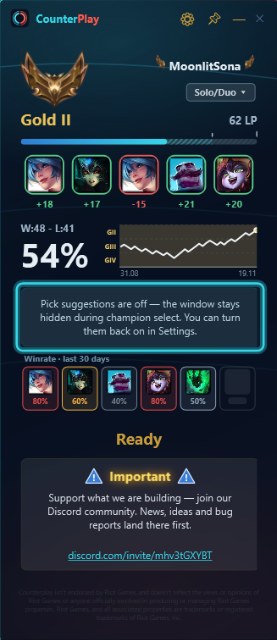 CounterPlay
MoonlitSona
Solo/Duo
Gold II
62 LP
+18 +17 -15 +21 +20
W:48 - L:41
54%
GII
GIII
GIV
31.08 19.11
Pick suggestions are off — the window stays
hidden during champion select. You can turn
them back on in Settings.
Winrate · last 30 days
80% 60% 40% 80% 50%
Ready
Important
Support what we are building — join our
Discord community. News, ideas and bug
reports land there first.
discord.com/invite/mhv3tGXYBT